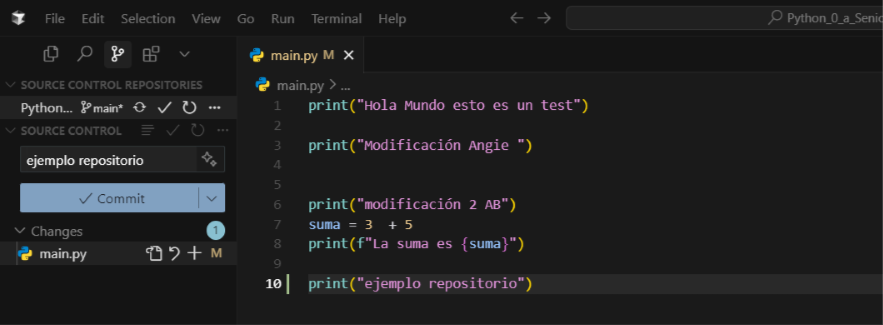 File Edit Selection View Go Run Terminal Help Python_0_a_Senio
main.py M
SOURCE CONTROL REPOSITORIES
Python... main*
SOURCE CONTROL
ejemplo repositorio
Commit
Changes 1
main.py M
main.py > ...
1 print("Hola Mundo esto es un test")
2
3 print("Modificación Angie ")
4
5
6 print("modificación 2 AB")
7 suma = 3  + 5
8 print(f"La suma es {suma}")
9
10 print("ejemplo repositorio")